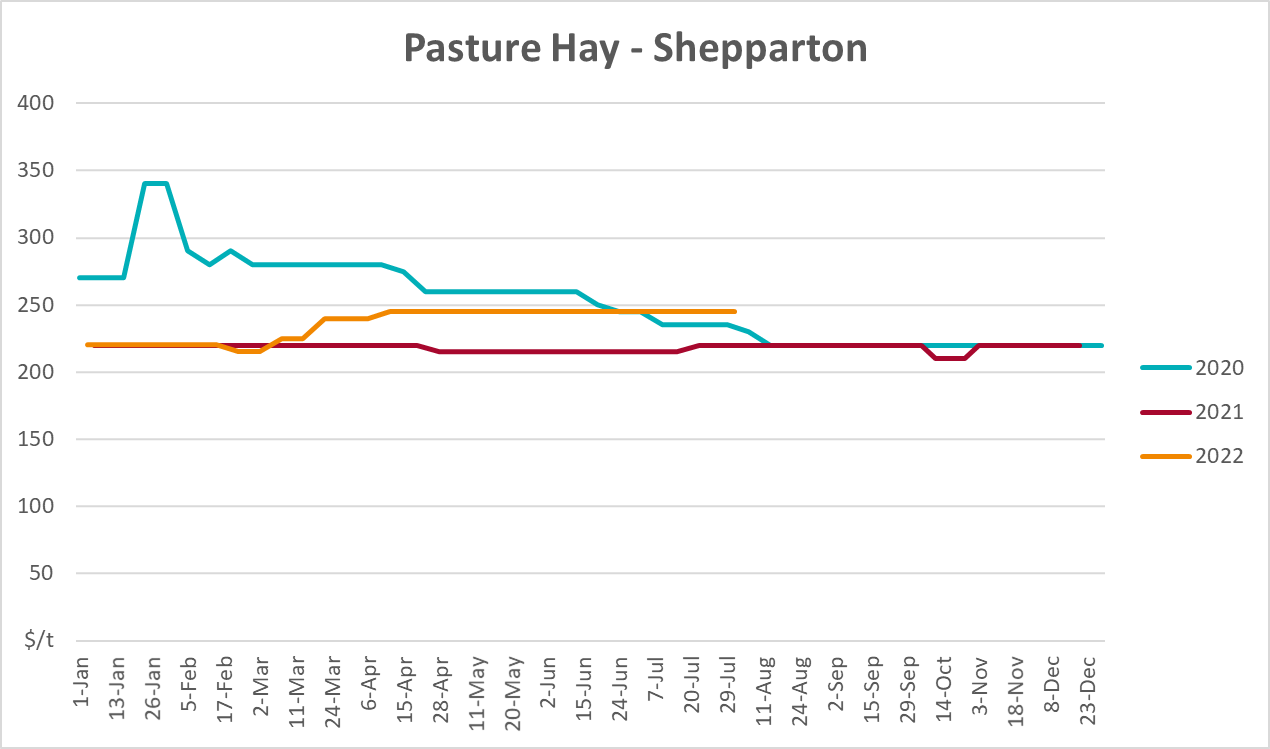 Pasture Hay - Shepparton
400
350
300
250
200
150
100
50
$/t
1-Jan
13-Jan
26-Jan
5-Feb
17-Feb
2-Mar
11-Mar
24-Mar
6-Apr
15-Apr
28-Apr
11-May
20-May
2-Jun
15-Jun
24-Jun
7-Jul
20-Jul
29-Jul
11-Aug
24-Aug
2-Sep
15-Sep
29-Sep
14-Oct
3-Nov
18-Nov
8-Dec
23-Dec
2020
2021
2022